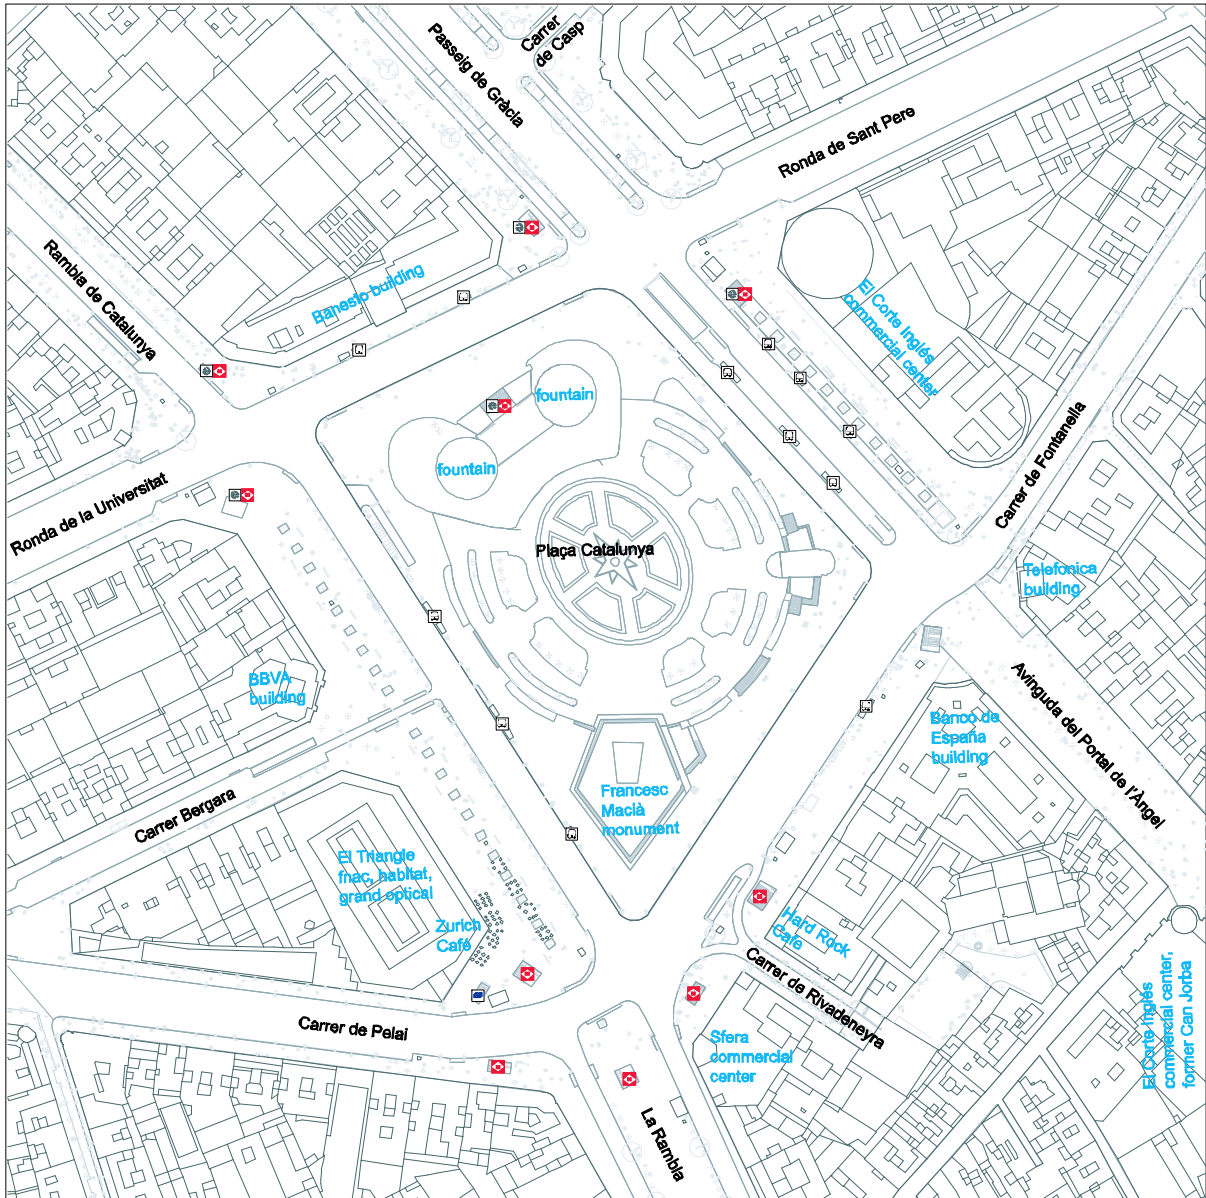 Carrer
de Casp
Passeig de Gràcia
Ronda de Sant Pere
Rambla de Catalunya
Banesto building
El Corte Inglés
commercial center
fountain
fountain
Carrer de Fontanella
Ronda de la Universitat
Plaça Catalunya
Telefonica
building
BBVA
building
Avinguda del Portal de l'Àngel
Banco de
España
building
Carrer Bergara
Francesc
Macià
monument
El Triangle
fnac, habitat,
grand optical
Zurich
Café
Hard Rock
Cafe
Carrer de Rivadeneyra
El Corte Inglés
commercial center,
former Can Jorba
Carrer de Pelai
Sfera
commercial
center
La Rambla